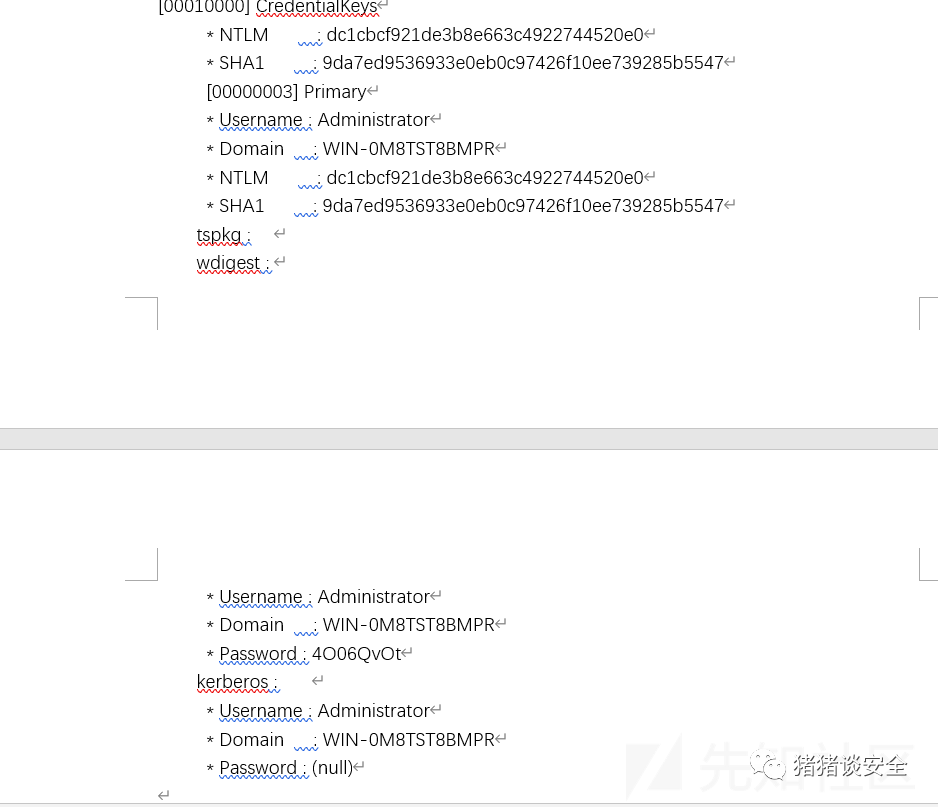 [00010000] CredentialKeys
* NTLM : dc1cbcf921de3b8e663c4922744520e0
* SHA1 : 9da7ed9536933e0eb0c97426f10ee739285b5547
[00000003] Primary
* Username : Administrator
* Domain : WIN-0M8TST8BMPR
* NTLM : dc1cbcf921de3b8e663c4922744520e0
* SHA1 : 9da7ed9536933e0eb0c97426f10ee739285b5547
tspkg :
wdigest :
* Username : Administrator
* Domain : WIN-0M8TST8BMPR
* Password : 4O06QvOt
kerberos :
* Username : Administrator
* Domain : WIN-0M8TST8BMPR
* Password : (null)
先知社区
猪猪谈安全